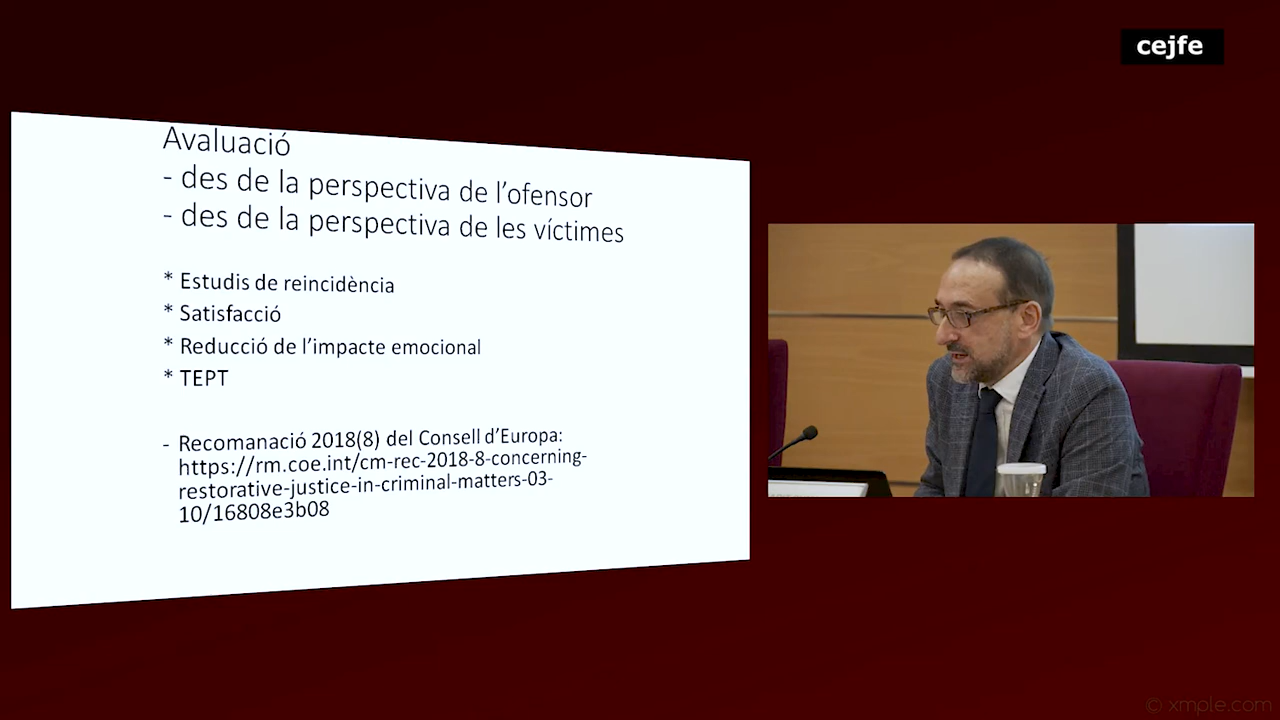 cejfe
Avaluació
- des de la perspectiva de l’ofensor
- des de la perspectiva de les víctimes
* Estudis de reincidència
* Satisfacció
* Reducció de l’impacte emocional
* TEPT
- Recomanació 2018(8) del Consell d’Europa:
https://rm.coe.int/cm-rec-2018-8-concerning-
restorative-justice-in-criminal-matters-03-
10/16808e3b08
© xmple.com